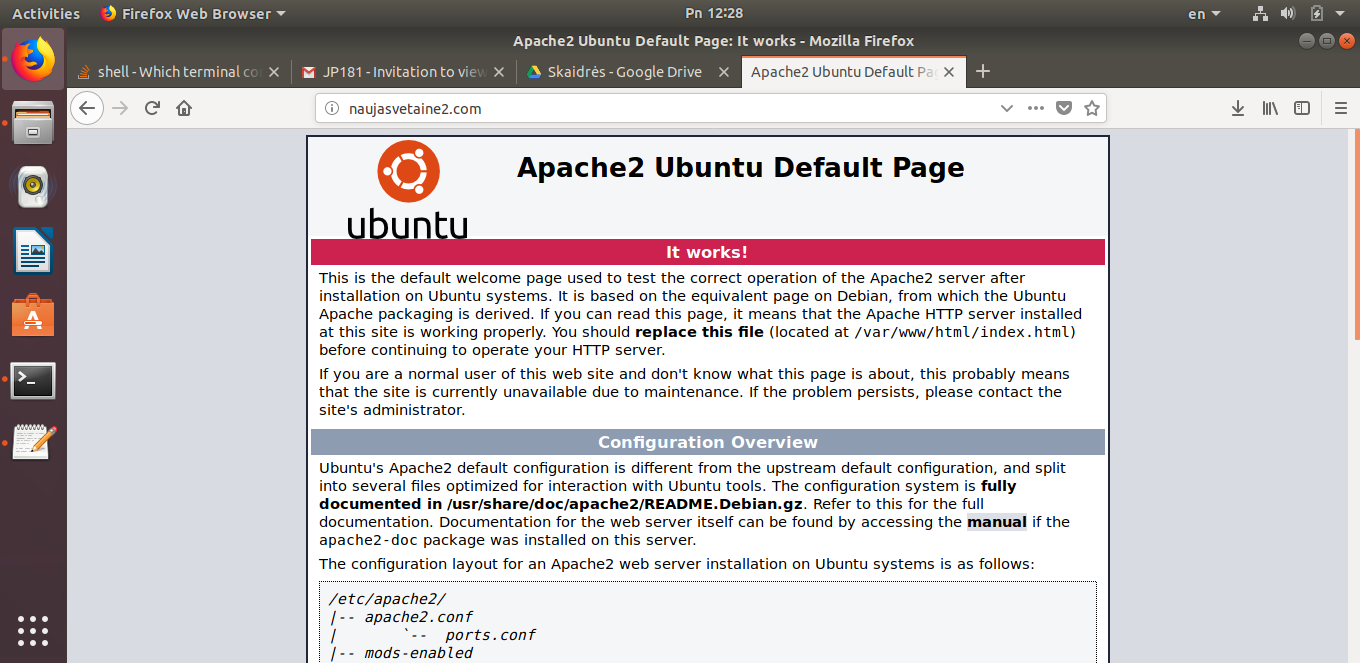 Activities Firefox Web Browser Pn 12:28 en
Apache2 Ubuntu Default Page: It works - Mozilla Firefox
shell - Which terminal co JP181 - Invitation to view Skaidrės - Google Drive Apache2 Ubuntu Default Pa
naujasvetaine2.com
Apache2 Ubuntu Default Page
ubuntu
It works!
This is the default welcome page used to test the correct operation of the Apache2 server after
installation on Ubuntu systems. It is based on the equivalent page on Debian, from which the Ubuntu
Apache packaging is derived. If you can read this page, it means that the Apache HTTP server installed
at this site is working properly. You should replace this file (located at /var/www/html/index.html)
before continuing to operate your HTTP server.
If you are a normal user of this web site and don't know what this page is about, this probably means
that the site is currently unavailable due to maintenance. If the problem persists, please contact the
site's administrator.
Configuration Overview
Ubuntu's Apache2 default configuration is different from the upstream default configuration, and split
into several files optimized for interaction with Ubuntu tools. The configuration system is fully
documented in /usr/share/doc/apache2/README.Debian.gz. Refer to this for the full
documentation. Documentation for the web server itself can be found by accessing the manual if the
apache2-doc package was installed on this server.
The configuration layout for an Apache2 web server installation on Ubuntu systems is as follows:
/etc/apache2/
|-- apache2.conf
|       `--  ports.conf
|-- mods-enabled